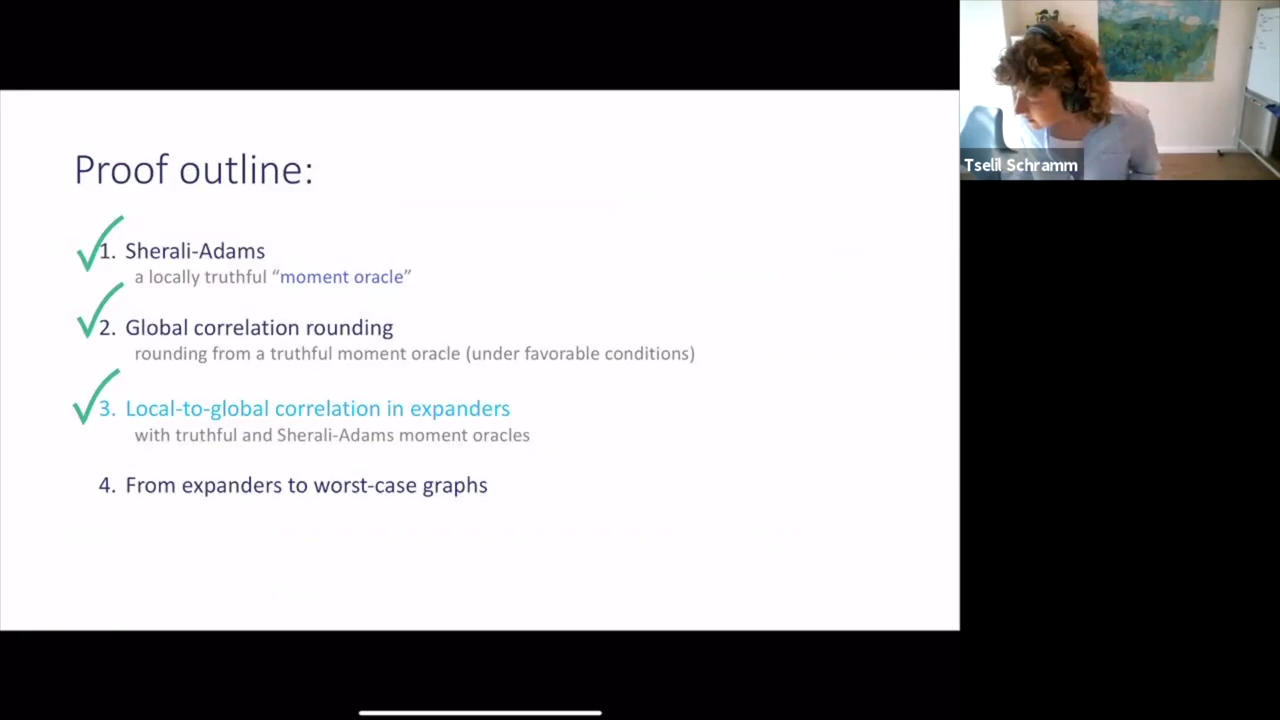 Proof outline:
1. Sherali-Adams
a locally truthful “moment oracle”
2. Global correlation rounding
rounding from a truthful moment oracle (under favorable conditions)
3. Local-to-global correlation in expanders
with truthful and Sherali-Adams moment oracles
4. From expanders to worst-case graphs
Tselil Schramm